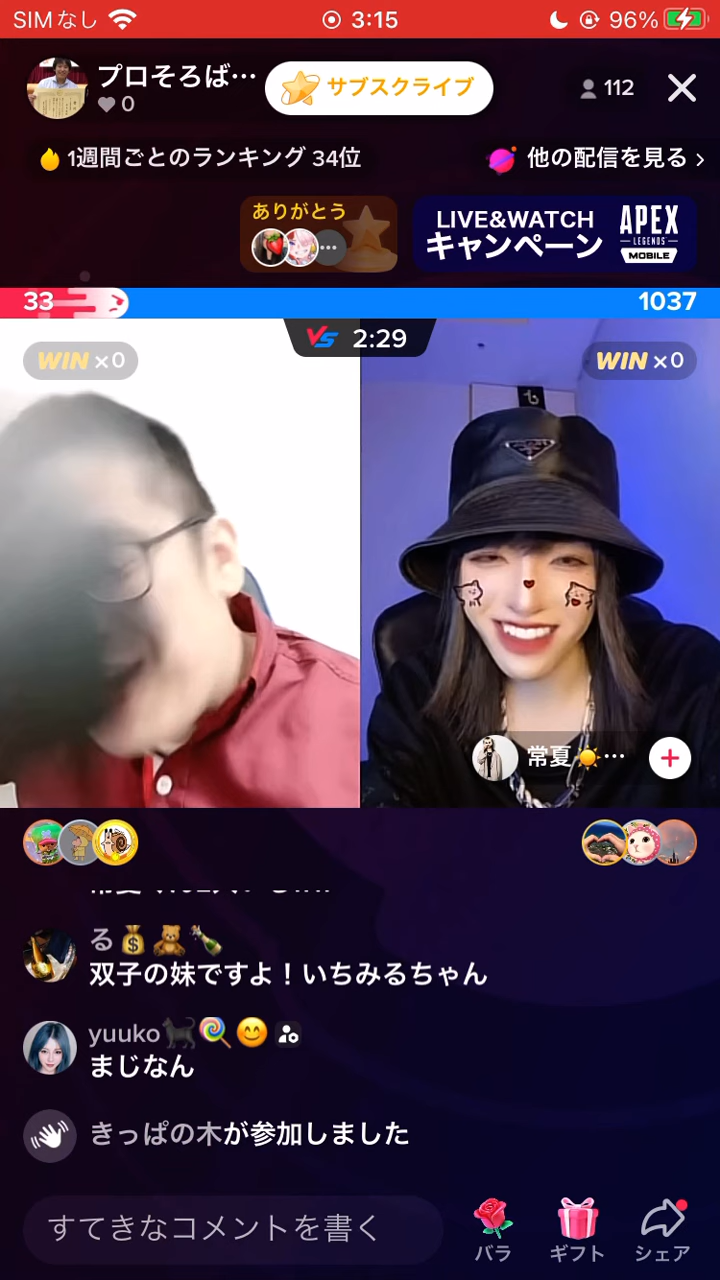 SIMなし 3:15 96%
プロそろば… サブスクライブ 112
0
1週間ごとのランキング 34位 他の配信を見る
ありがとう
LIVE&WATCH
キャンペーン
APEX
LEGENDS
MOBILE
33 1037
VS 2:29
WIN x0 WIN x0
常夏…
る
双子の妹ですよ！いちみるちゃん
yuuko
まじなん
きっぱの木が参加しました
すてきなコメントを書く
バラ ギフト シェア